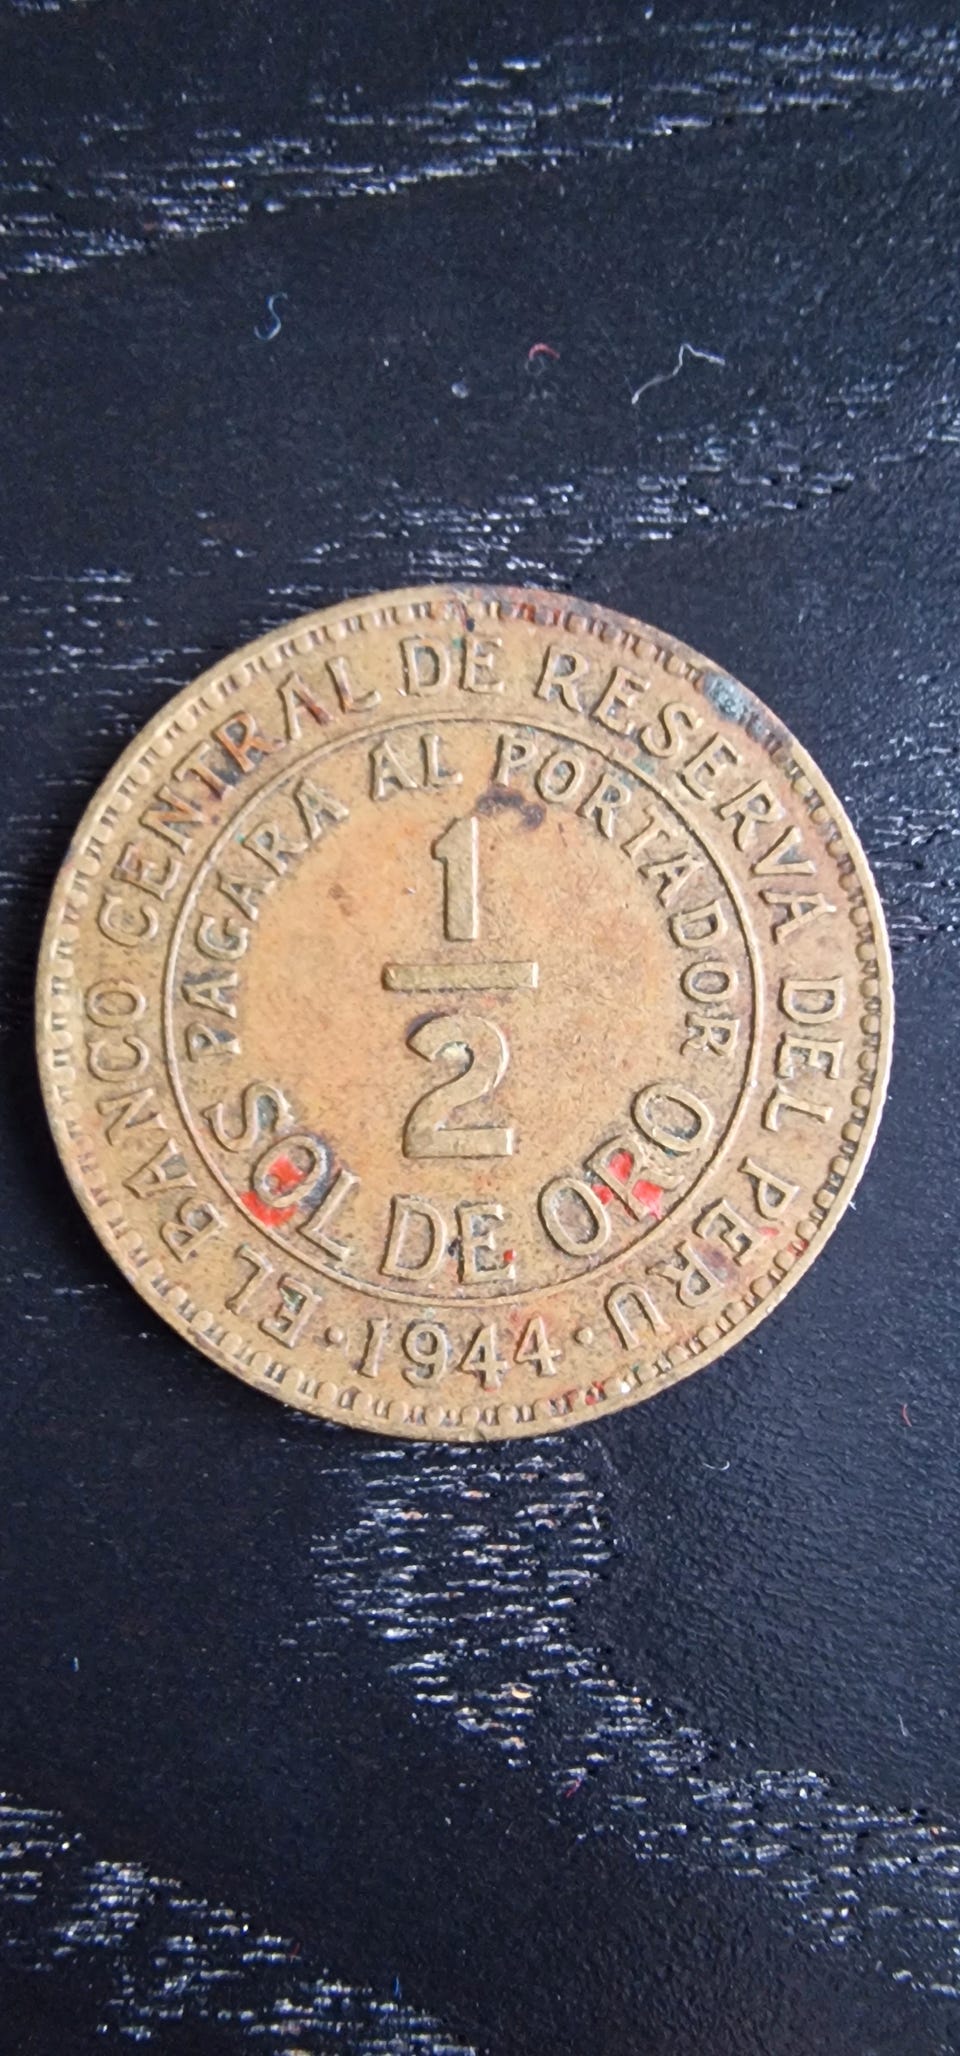 EL BANCO CENTRAL DE RESERVA DEL PERU
PAGARA AL PORTADOR
1
2
SOL DE ORO
· 1944 ·